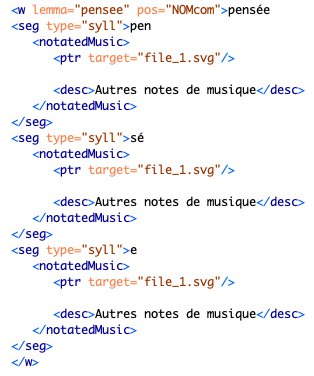 <w lemma="pensee" pos="NOMcom">pensée
<seg type="syll">pen
<notatedMusic>
<ptr target="file_1.svg"/>
<desc>Autres notes de musique</desc>
</notatedMusic>
</seg>
<seg type="syll">sé
<notatedMusic>
<ptr target="file_1.svg"/>
<desc>Autres notes de musique</desc>
</notatedMusic>
</seg>
<seg type="syll">e
<notatedMusic>
<ptr target="file_1.svg"/>
<desc>Autres notes de musique</desc>
</notatedMusic>
</seg>
</w>